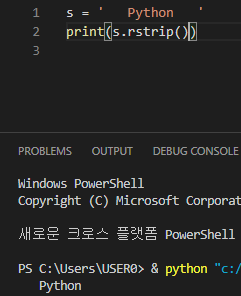 1 s = '   Python   '
2 print(s.rstrip())
PROBLEMS OUTPUT DEBUG CONSOLE
Windows PowerShell
Copyright (C) Microsoft Corporat
새로운 크로스 플랫폼 PowerShell
PS C:\Users\USER0> & python "c:/
   Python